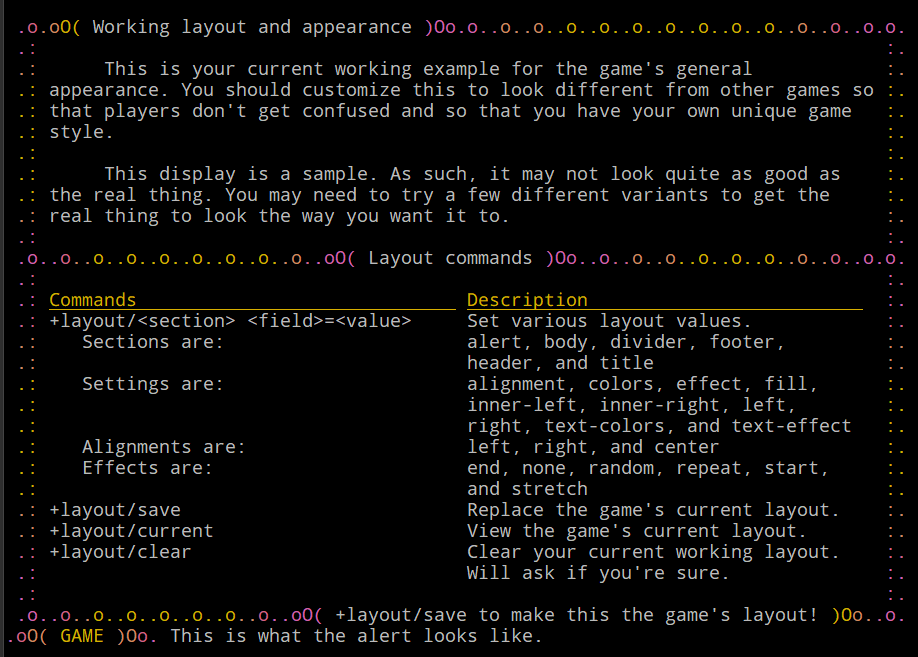 .o.oO( Working layout and appearance )Oo.o..o..o..o..o..o..o..o..o..o..o..o..o.o.
.: :.
.: This is your current working example for the game's general :.
.: appearance. You should customize this to look different from other games so :.
.: that players don't get confused and so that you have your own unique game :.
.: style. :.
.: :.
.: This display is a sample. As such, it may not look quite as good as :.
.: the real thing. You may need to try a few different variants to get the :.
.: real thing to look the way you want it to. :.
.: :.
.o..o..o..o..o..o..o..o..o..oO( Layout commands )Oo..o..o..o..o..o..o..o..o..o.o.
.: :.
.: Commands Description :.
.: +layout/<section> <field>=<value> Set various layout values. :.
.: Sections are: alert, body, divider, footer, :.
.: header, and title :.
.: Settings are: alignment, colors, effect, fill, :.
.: inner-left, inner-right, left, :.
.: right, text-colors, and text-effect :.
.: Alignments are: left, right, and center :.
.: Effects are: end, none, random, repeat, start, :.
.: and stretch :.
.: +layout/save Replace the game's current layout. :.
.: +layout/current View the game's current layout. :.
.: +layout/clear Clear your current working layout. :.
.: Will ask if you're sure. :.
.: :.
.o..o..o..o..o..o..o..o..oO( +layout/save to make this the game's layout! )Oo..o.
.oO( GAME )Oo. This is what the alert looks like.